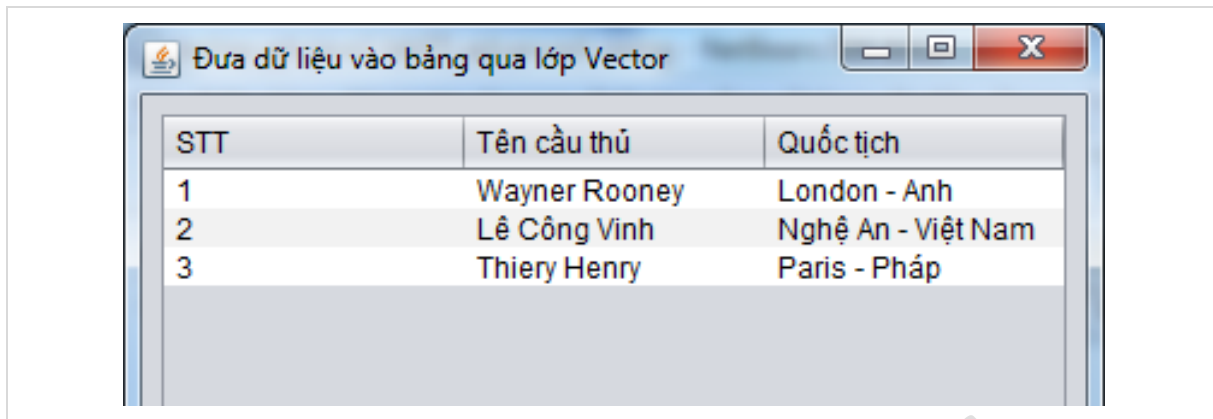 Đưa dữ liệu vào bảng qua lớp Vector
STT Tên cầu thủ Quốc tịch
1 Wayner Rooney London - Anh
2 Lê Công Vinh Nghệ An - Việt Nam
3 Thiery Henry Paris - Pháp